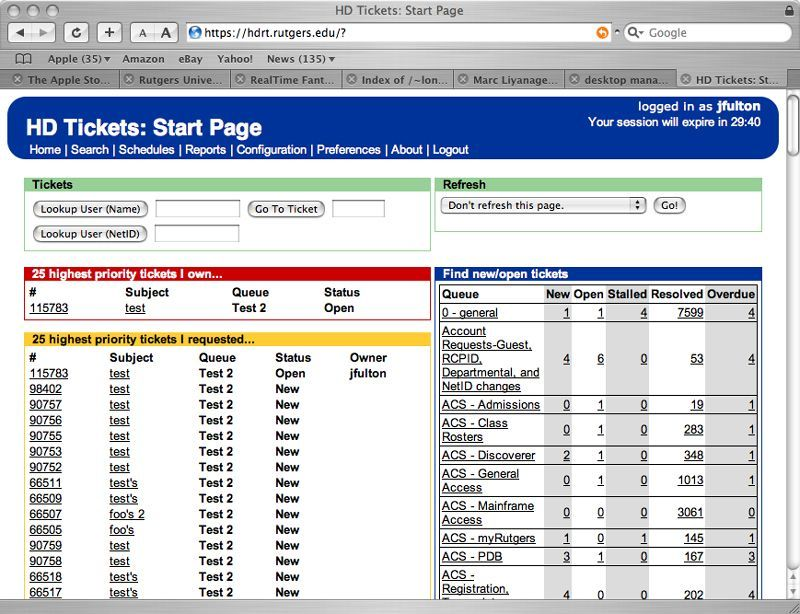 HD Tickets: Start Page
A A https://hdrt.rutgers.edu/? Google
Apple (35) Amazon eBay Yahoo! News (135)
The Apple Sto... Rutgers Unive... RealTime Fant... Index of /~lon... Marc Liyanage... desktop mana... HD Tickets: St...
logged in as jfulton
HD Tickets: Start Page
Your session will expire in 29:40
Home | Search | Schedules | Reports | Configuration | Preferences | About | Logout
Tickets
Lookup User (Name) Go To Ticket
Lookup User (NetID)
Refresh
Don't refresh this page. Go!
25 highest priority tickets I own...
# Subject Queue Status
115783 test Test 2 Open
25 highest priority tickets I requested...
# Subject Queue Status Owner
115783 test Test 2 Open jfulton
98402 test Test 2 New
90757 test Test 2 New
90756 test Test 2 New
90755 test Test 2 New
90753 test Test 2 New
90752 test Test 2 New
66511 test's Test 2 New
66509 test's Test 2 New
66507 foo's 2 Test 2 New
66505 foo's Test 2 New
90759 test Test 2 New
90758 test Test 2 New
66518 test's Test 2 New
66517 test's Test 2 New
Find new/open tickets
Queue New Open Stalled Resolved Overdue
0 - general 1 1 4 7599 4
Account
Requests-Guest,
RCPID,
Departmental, and
NetID changes
4 6 0 53 4
ACS - Admissions 0 1 0 19 1
ACS - Class
Rosters
0 1 0 283 1
ACS - Discoverer 2 1 0 348 1
ACS - General
Access
0 1 0 1013 1
ACS - Mainframe
Access
0 0 0 3061 0
ACS - myRutgers 1 0 1 145 1
ACS - PDB 3 1 0 167 3
ACS -
Registration,
4 0 0 202 4